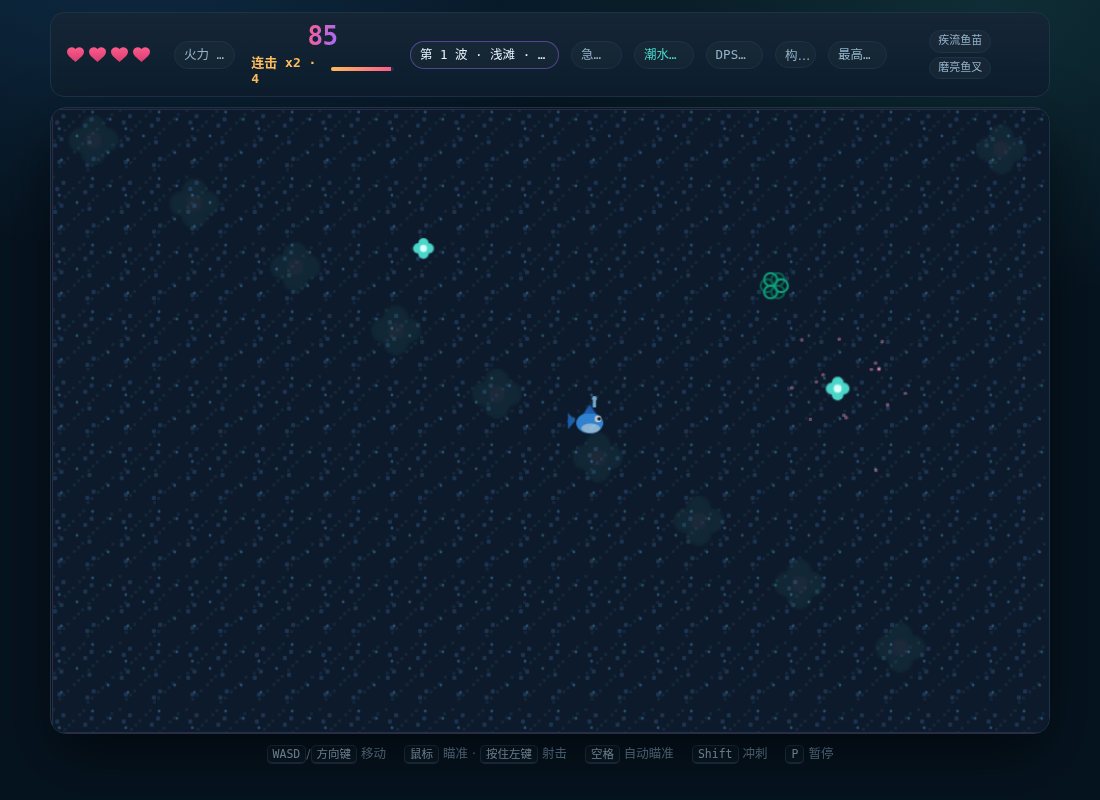 85
火力 …
连击 x2 ·
4
第 1 波 · 浅滩 · …
急…
潮水…
DPS…
构…
最高…
疾流鱼苗
磨亮鱼叉
WASD/方向键 移动 鼠标 瞄准 · 按住左键 射击 空格 自动瞄准 Shift 冲刺 P 暂停